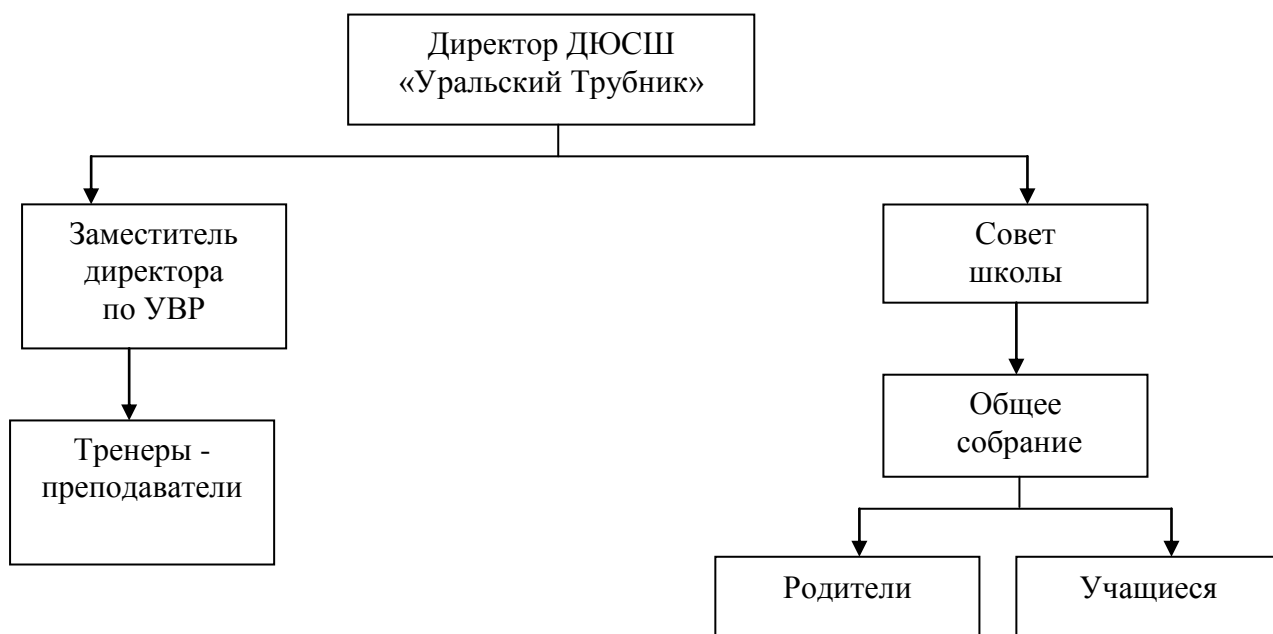 Директор ДЮСШ
«Уральский Трубник»
Заместитель
директора
по УВР
Совет
школы
Тренеры -
преподаватели
Общее
собрание
Родители
Учащиеся